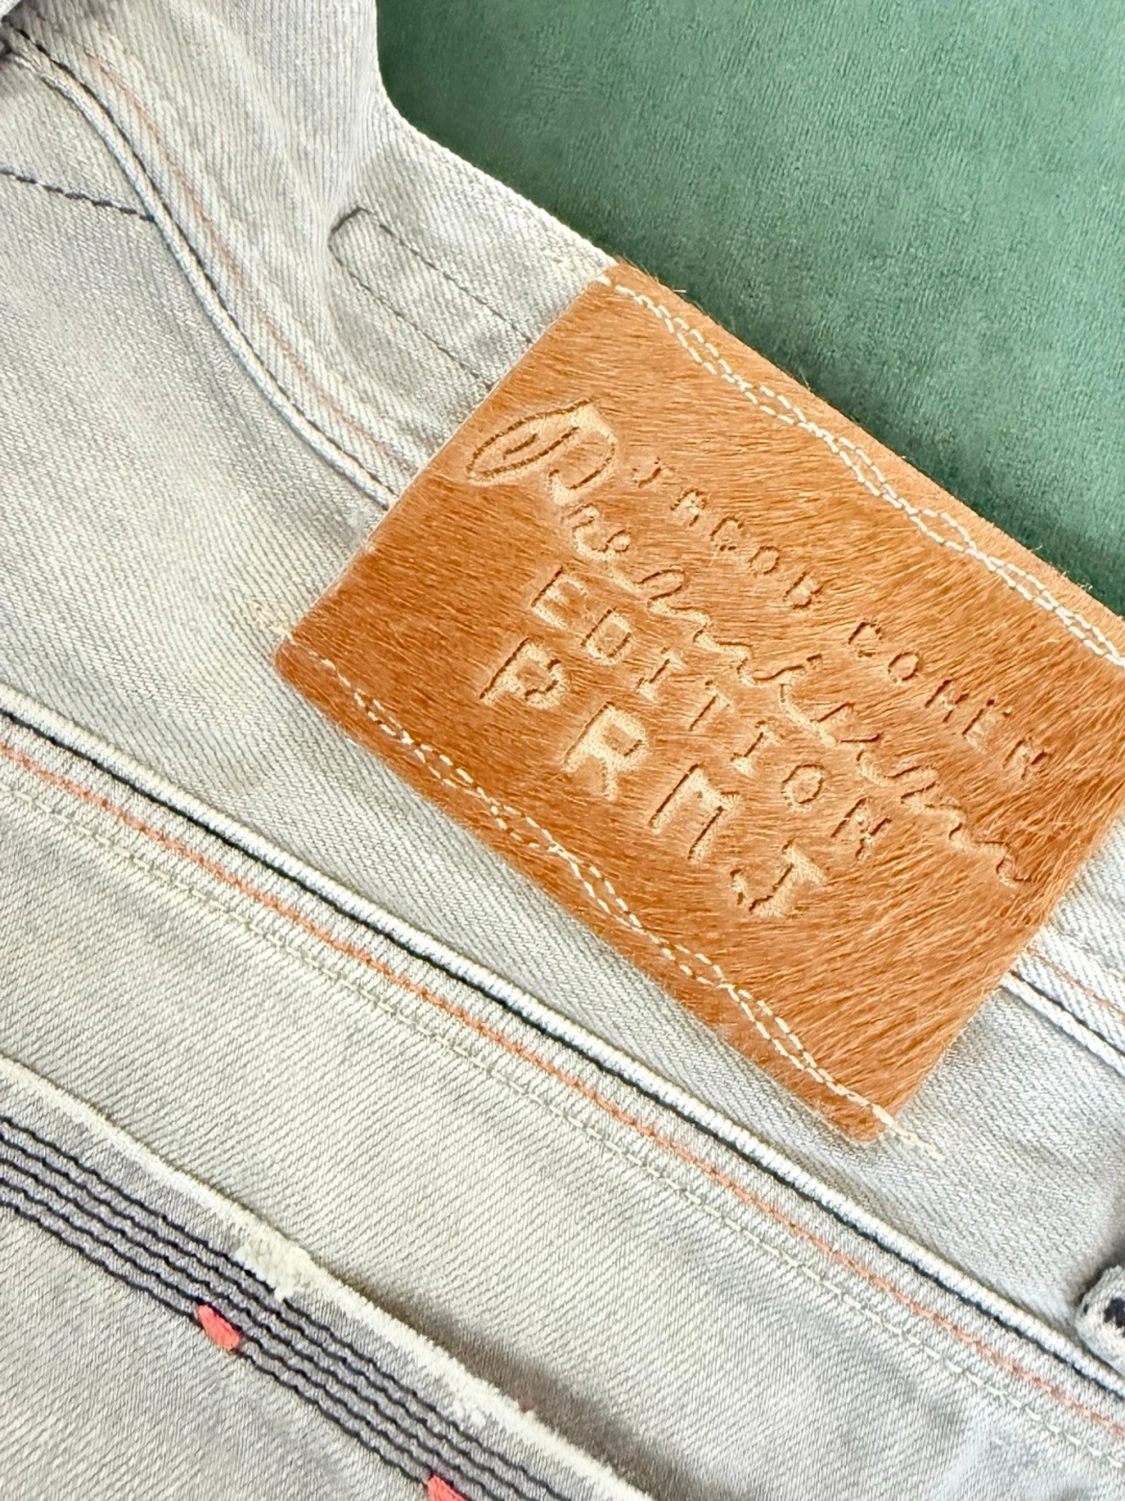 JACOB COHEN
Premium
EDITION
PRMJ